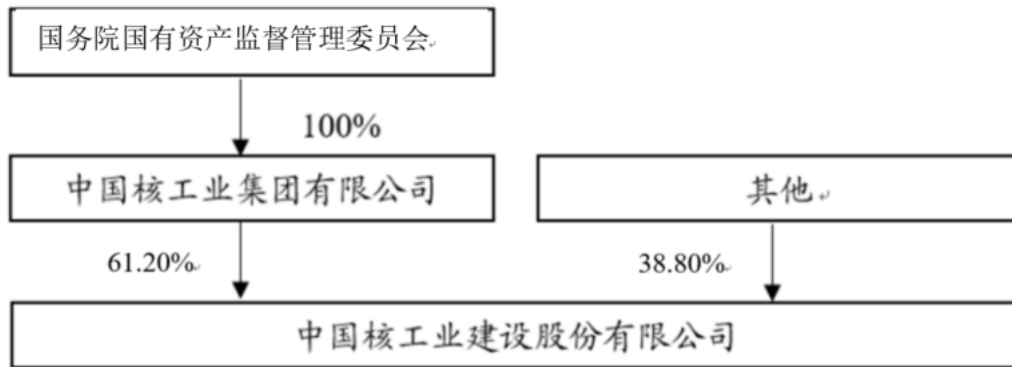 国务院国有资产监督管理委员会
100%
中国核工业集团有限公司
其他
61.20%
38.80%
中国核工业建设股份有限公司